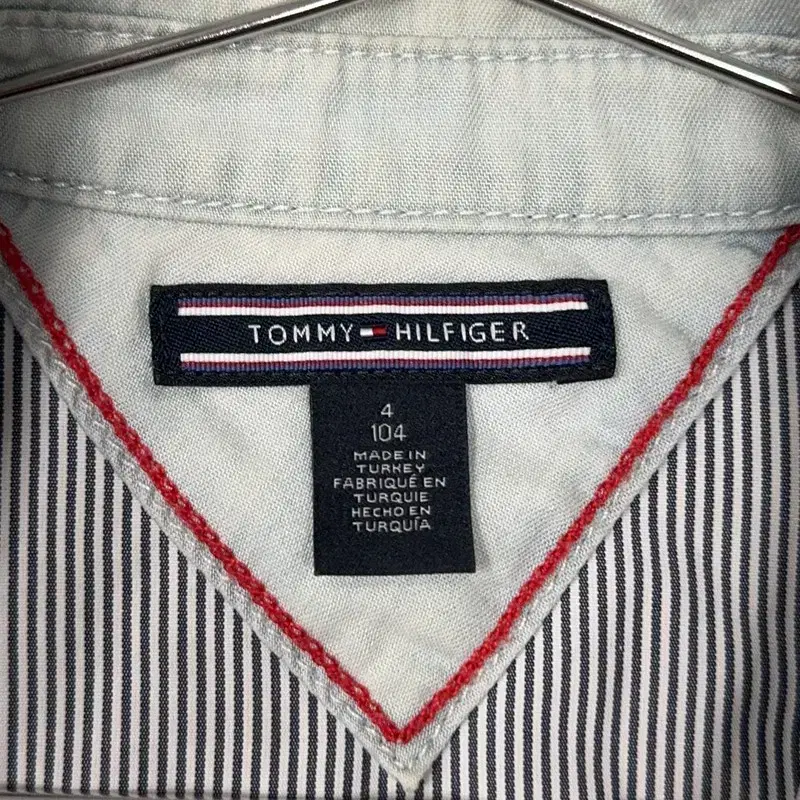 TOMMY HILFIGER
4
104
MADE IN
TURKEY
FABRIQUÉ EN
TURQUIE
HECHO EN
TURQUÍA